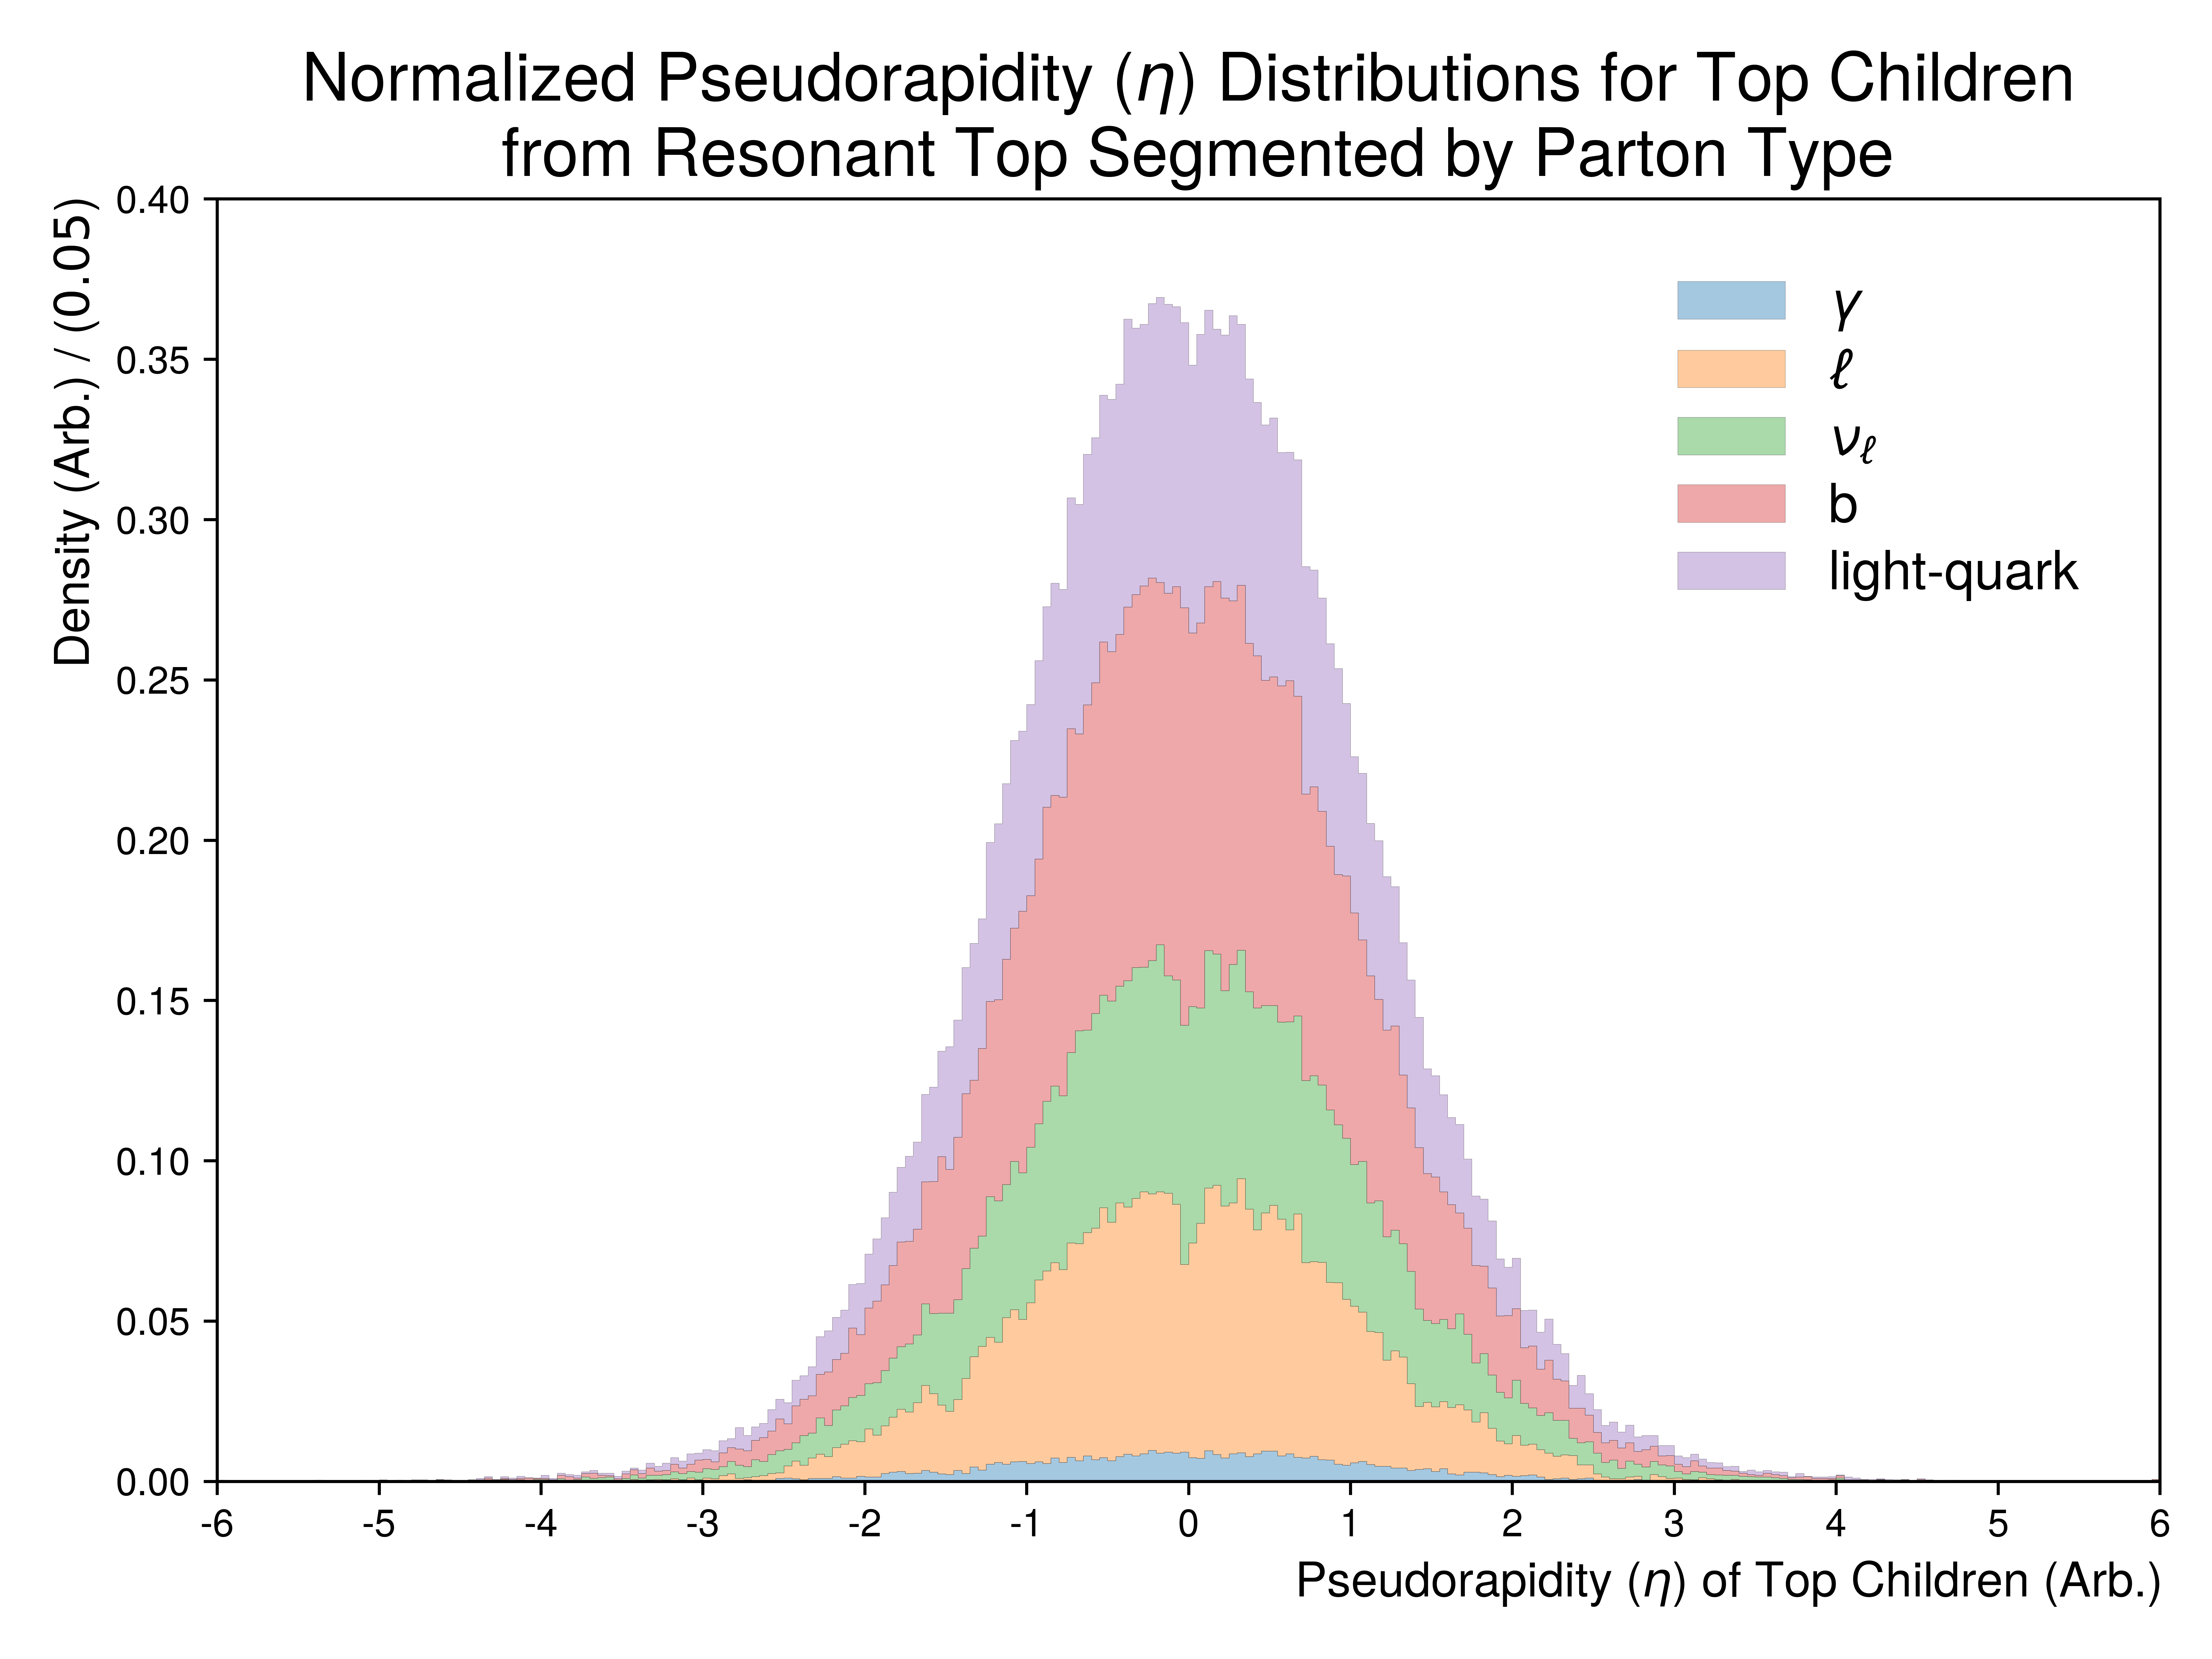 Normalized Pseudorapidity (η) Distributions for Top Children
from Resonant Top Segmented by Parton Type
Density (Arb.) / (0.05)
0.40
0.35
0.30
0.25
0.20
0.15
0.10
0.05
0.00
γ
ℓ
νℓ
b
light-quark
-6 -5 -4 -3 -2 -1 0 1 2 3 4 5 6
Pseudorapidity (η) of Top Children (Arb.)